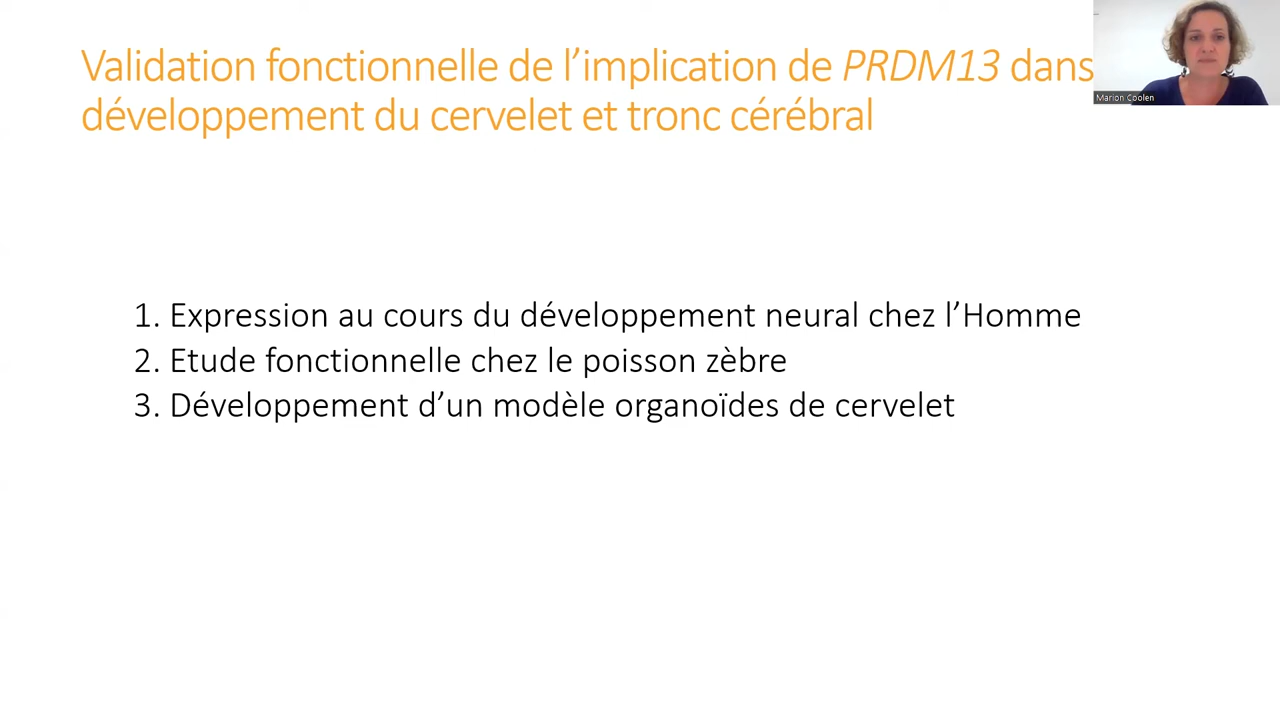 Validation fonctionnelle de l’implication de PRDM13 dans
développement du cervelet et tronc cérébral
Marion Coolen
1. Expression au cours du développement neural chez l’Homme
2. Etude fonctionnelle chez le poisson zèbre
3. Développement d’un modèle organoïdes de cervelet